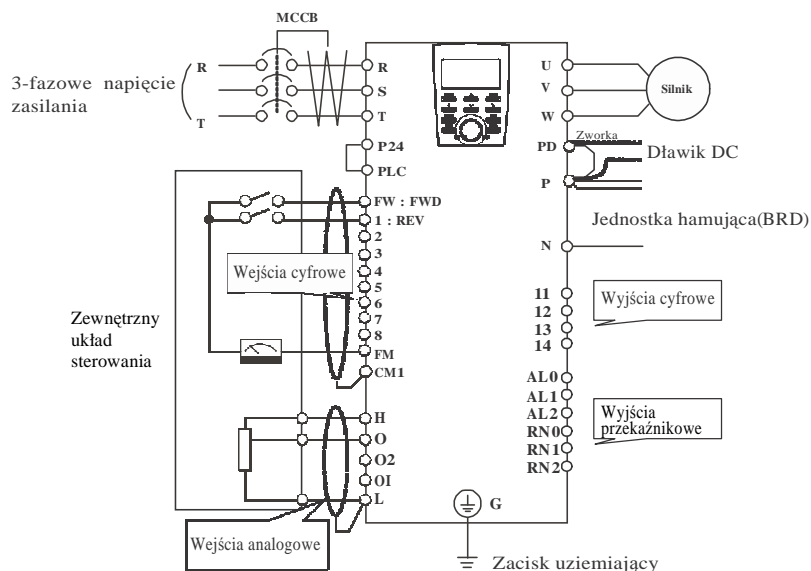 MCCB
3-fazowe napięcie
zasilania
R
T
R
S
T
P24
PLC
FW : FWD
1 : REV
2
3
4
5
6
7
8
FM
CM1
H
O
O2
OI
L
Wejścia cyfrowe
Zewnętrzny
układ
sterowania
Wejścia analogowe
U
V
W
Silnik
Zworka
PD
Dławik DC
P
Jednostka hamująca(BRD)
N
11
12
13
14
Wyjścia cyfrowe
AL0
AL1
AL2
RN0
RN1
RN2
Wyjścia
przekaźnikowe
G
Zacisk uziemiający